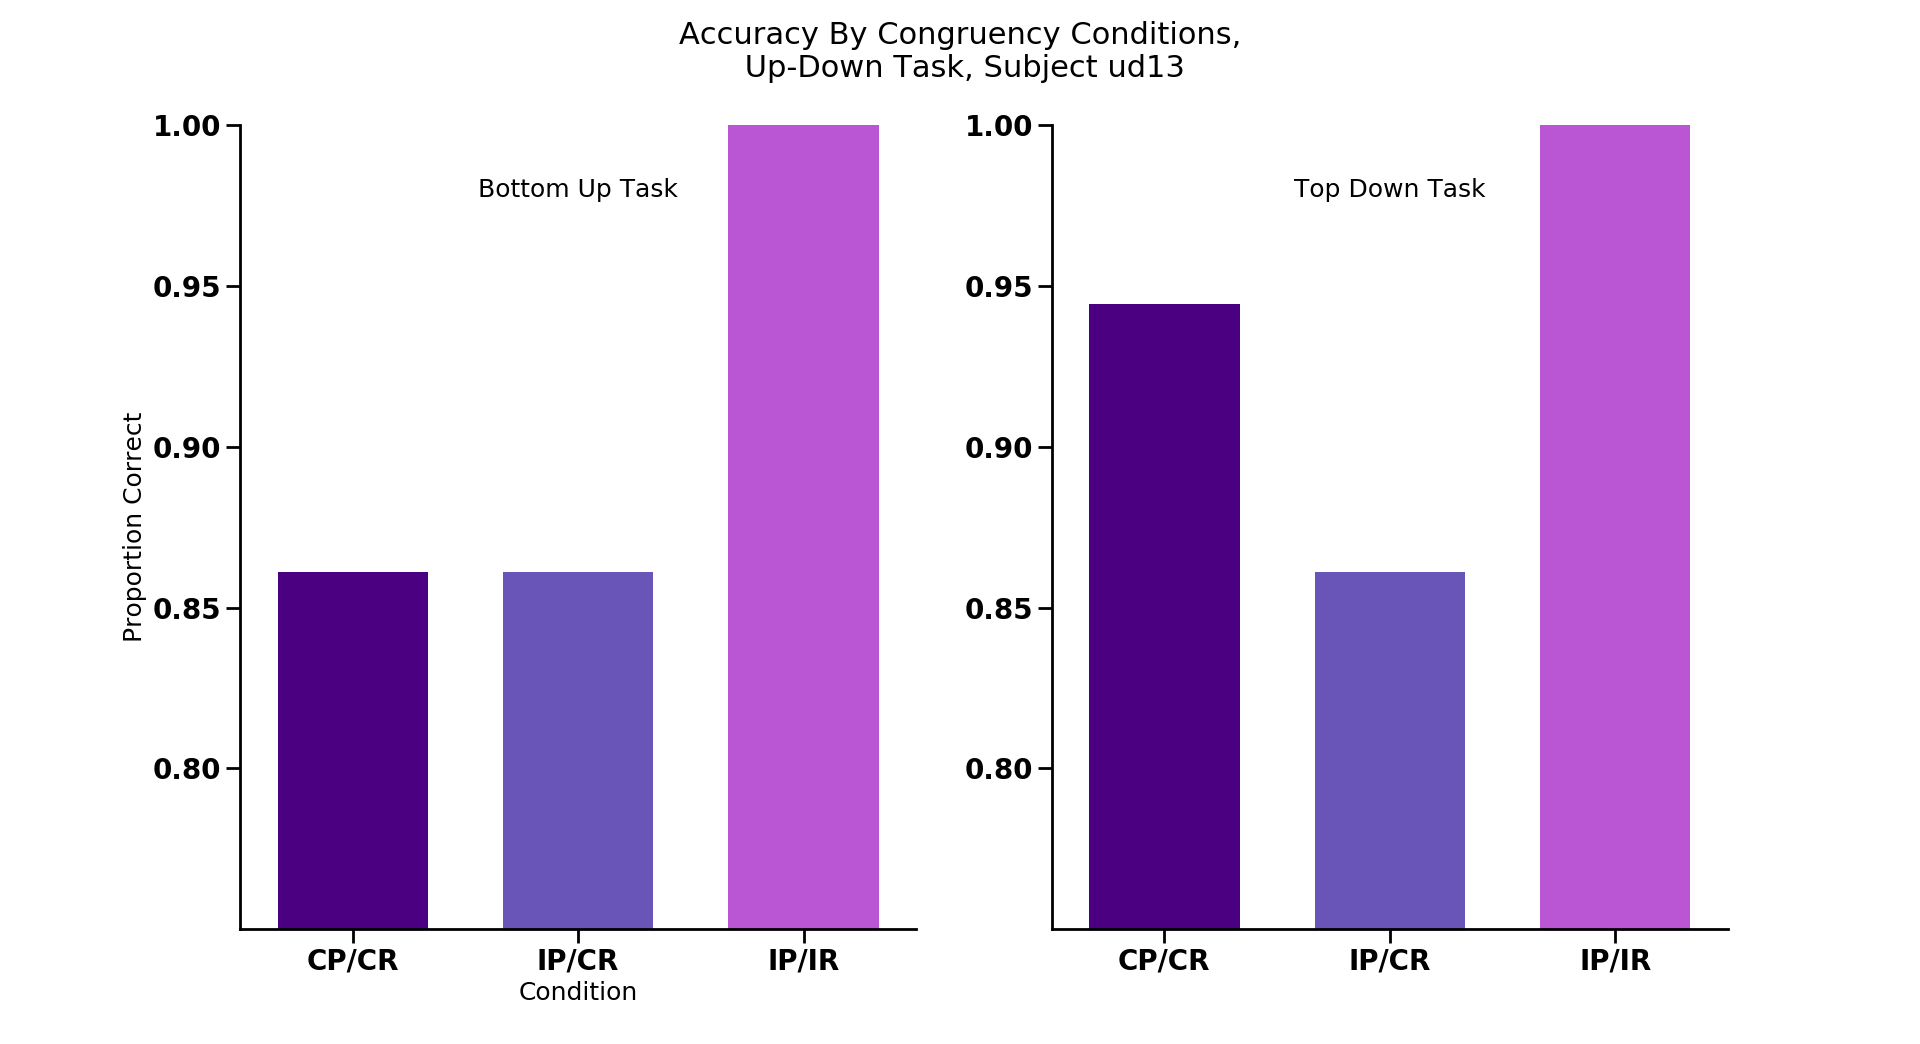 Accuracy By Congruency Conditions,
Up-Down Task, Subject ud13
Proportion Correct
1.00
0.95
0.90
0.85
0.80
Bottom Up Task
CP/CR IP/CR IP/IR
Condition
1.00
0.95
0.90
0.85
0.80
Top Down Task
CP/CR IP/CR IP/IR